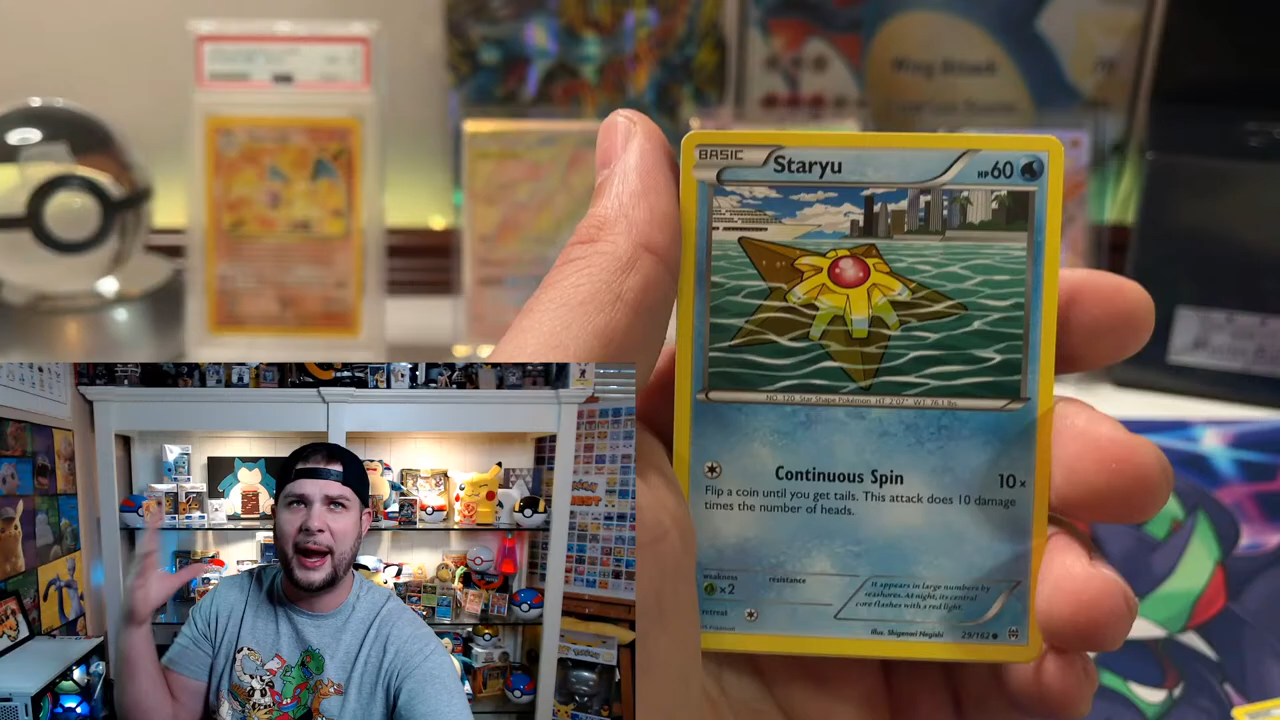 Wing Attack
BASIC Staryu HP60
NO. 120 Star Shape Pokémon HT: 2'07" WT: 76.1 lbs
Continuous Spin 10×
Flip a coin until you get tails. This attack does 10 damage
times the number of heads.
weakness resistance
×2
It appears in large numbers by
seashores. At night, its central
core flashes with a red light.
retreat
Illus. Shigenori Negishi 29/162